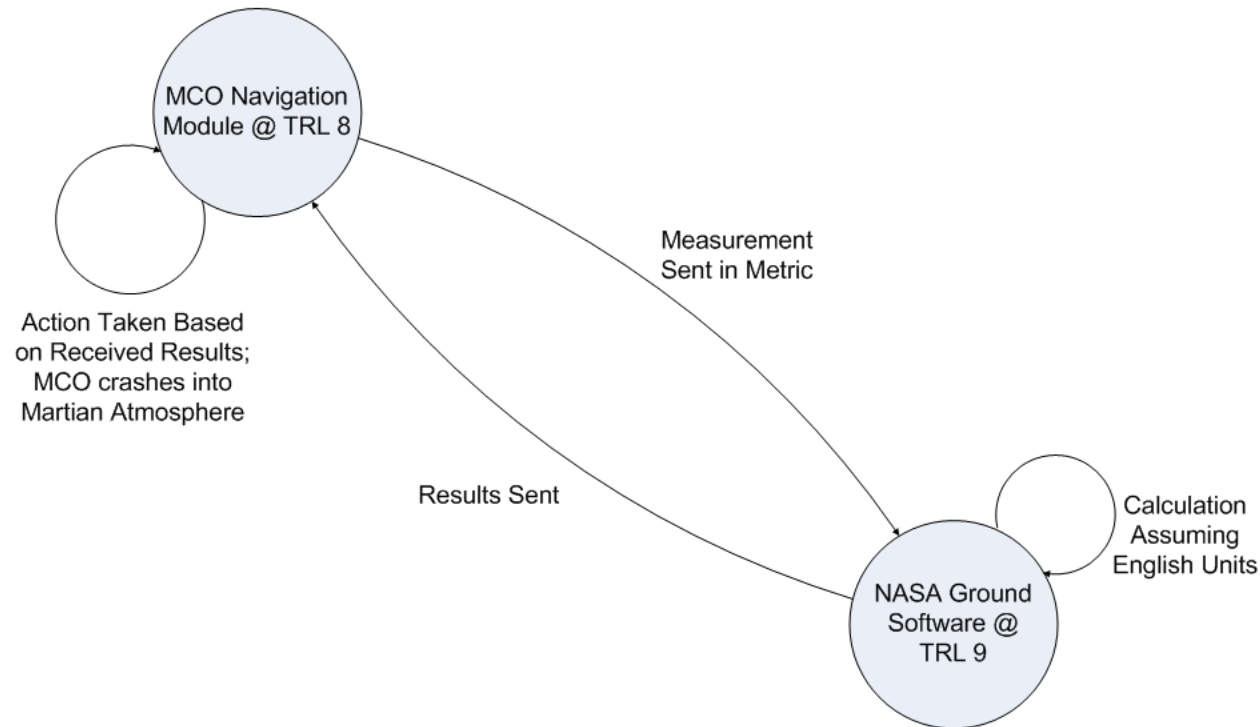 MCO Navigation
Module @ TRL 8
Measurement
Sent in Metric
Action Taken Based
on Received Results;
MCO crashes into
Martian Atmosphere
Results Sent
Calculation
Assuming
English Units
NASA Ground
Software @
TRL 9